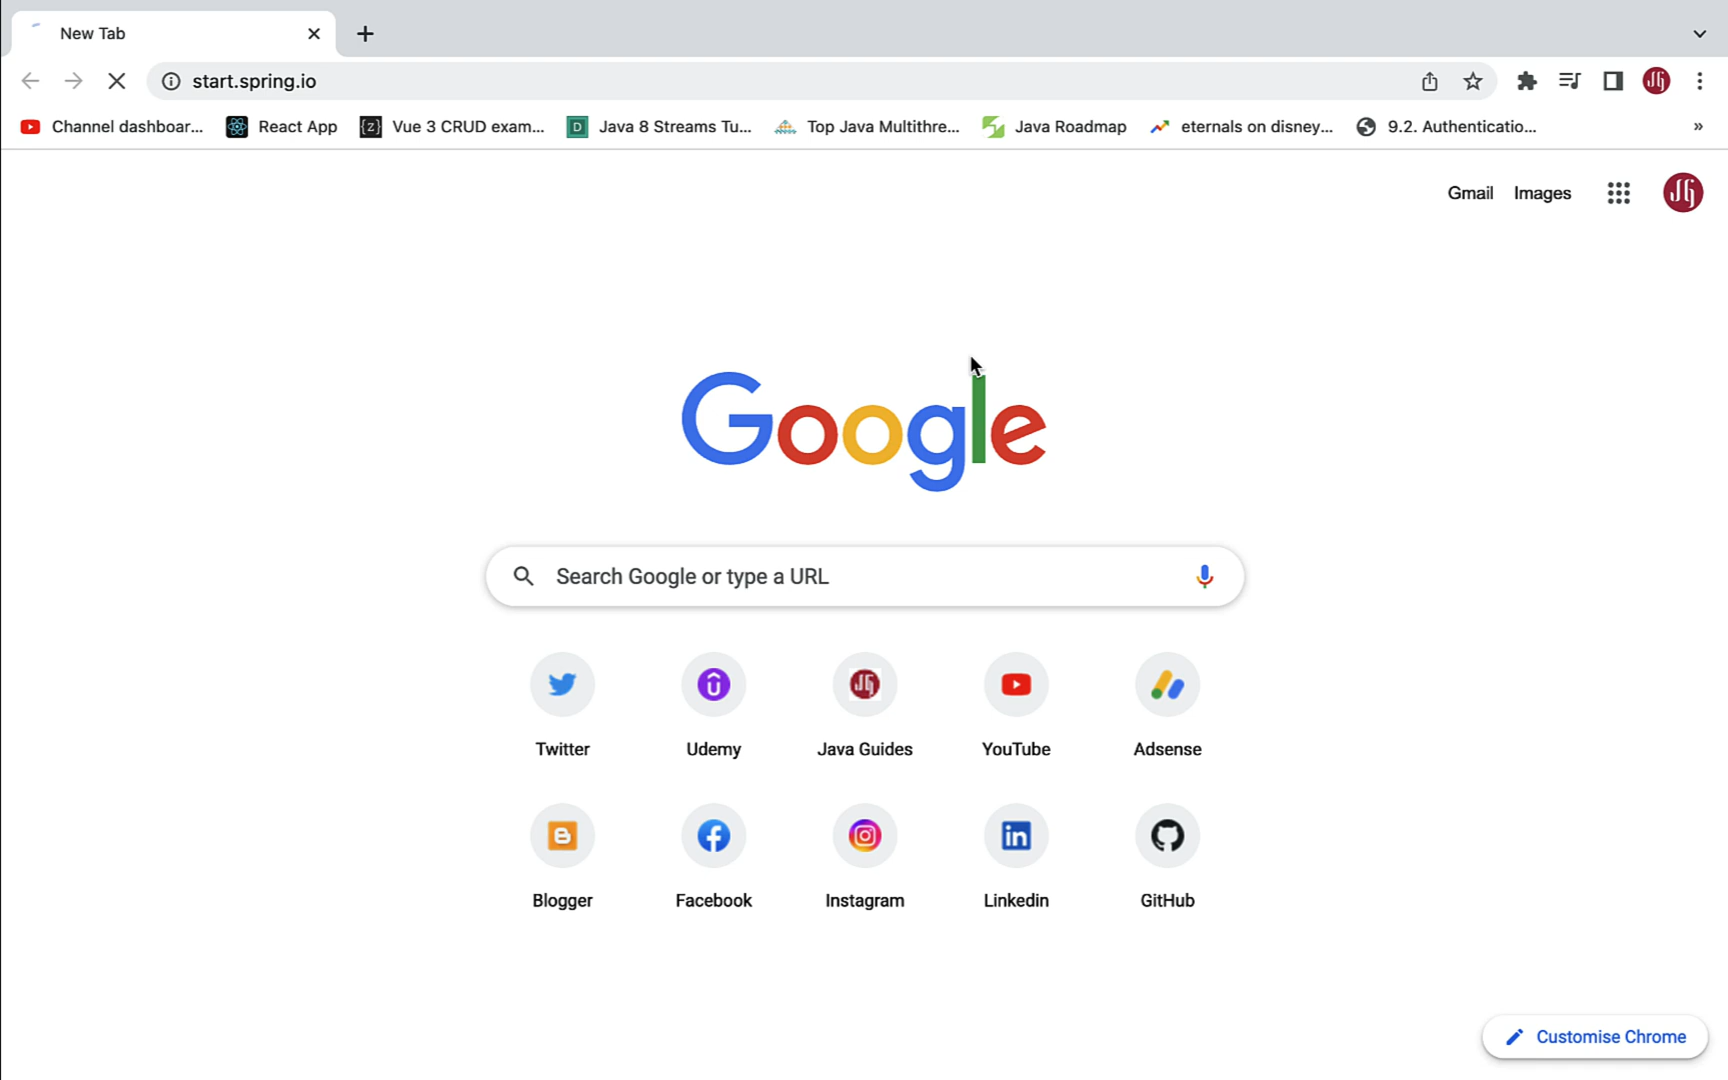 New Tab
start.spring.io
Channel dashboar...
React App
Vue 3 CRUD exam...
Java 8 Streams Tu...
Top Java Multithre...
Java Roadmap
eternals on disney...
9.2. Authenticatio...
»
Gmail
Images
Google
Search Google or type a URL
Twitter
Udemy
Java Guides
YouTube
Adsense
Blogger
Facebook
Instagram
Linkedin
GitHub
Customise Chrome